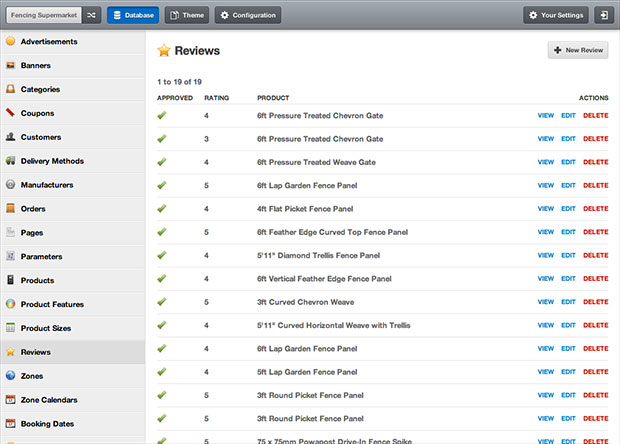 Fencing Supermarket Database Theme Configuration Your Settings
Advertisements
Banners
Categories
Coupons
Customers
Delivery Methods
Manufacturers
Orders
Pages
Parameters
Products
Product Features
Product Sizes
Reviews
Zones
Zone Calendars
Booking Dates
Reviews
New Review
1 to 19 of 19
APPROVED RATING PRODUCT ACTIONS
4 6ft Pressure Treated Chevron Gate VIEW EDIT DELETE
3 6ft Pressure Treated Chevron Gate VIEW EDIT DELETE
4 6ft Pressure Treated Weave Gate VIEW EDIT DELETE
5 6ft Lap Garden Fence Panel VIEW EDIT DELETE
4 4ft Flat Picket Fence Panel VIEW EDIT DELETE
5 6ft Feather Edge Curved Top Fence Panel VIEW EDIT DELETE
4 5'11" Diamond Trellis Fence Panel VIEW EDIT DELETE
4 6ft Vertical Feather Edge Fence Panel VIEW EDIT DELETE
5 3ft Curved Chevron Weave VIEW EDIT DELETE
4 5'11" Curved Horizontal Weave with Trellis VIEW EDIT DELETE
4 6ft Lap Garden Fence Panel VIEW EDIT DELETE
4 5ft Lap Garden Fence Panel VIEW EDIT DELETE
5 3ft Round Picket Fence Panel VIEW EDIT DELETE
5 3ft Round Picket Fence Panel VIEW EDIT DELETE
5 75 x 75mm Powapost Drive-In Fence Spike VIEW EDIT DELETE